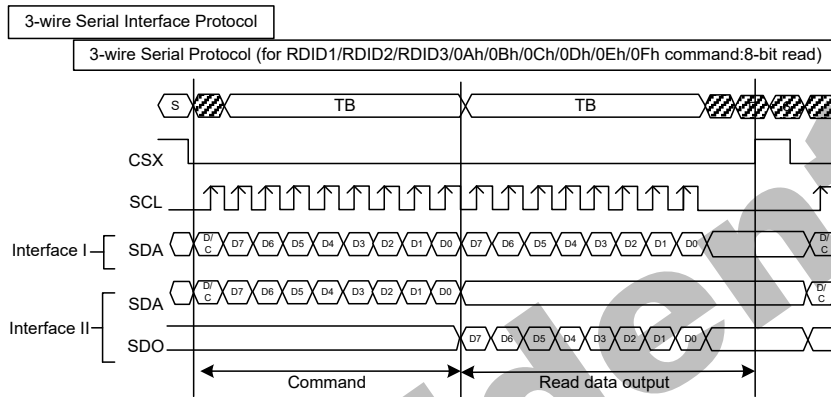 3-wire Serial Interface Protocol
3-wire Serial Protocol (for RDID1/RDID2/RDID3/0Ah/0Bh/0Ch/0Dh/0Eh/0Fh command:8-bit read)
S TB TB
CSX
SCL
Interface I SDA D/C D7 D6 D5 D4 D3 D2 D1 D0 D7 D6 D5 D4 D3 D2 D1 D0 D/C
Interface II
SDA D/C D7 D6 D5 D4 D3 D2 D1 D0 D/C
SDO D7 D6 D5 D4 D3 D2 D1 D0
Command Read data output